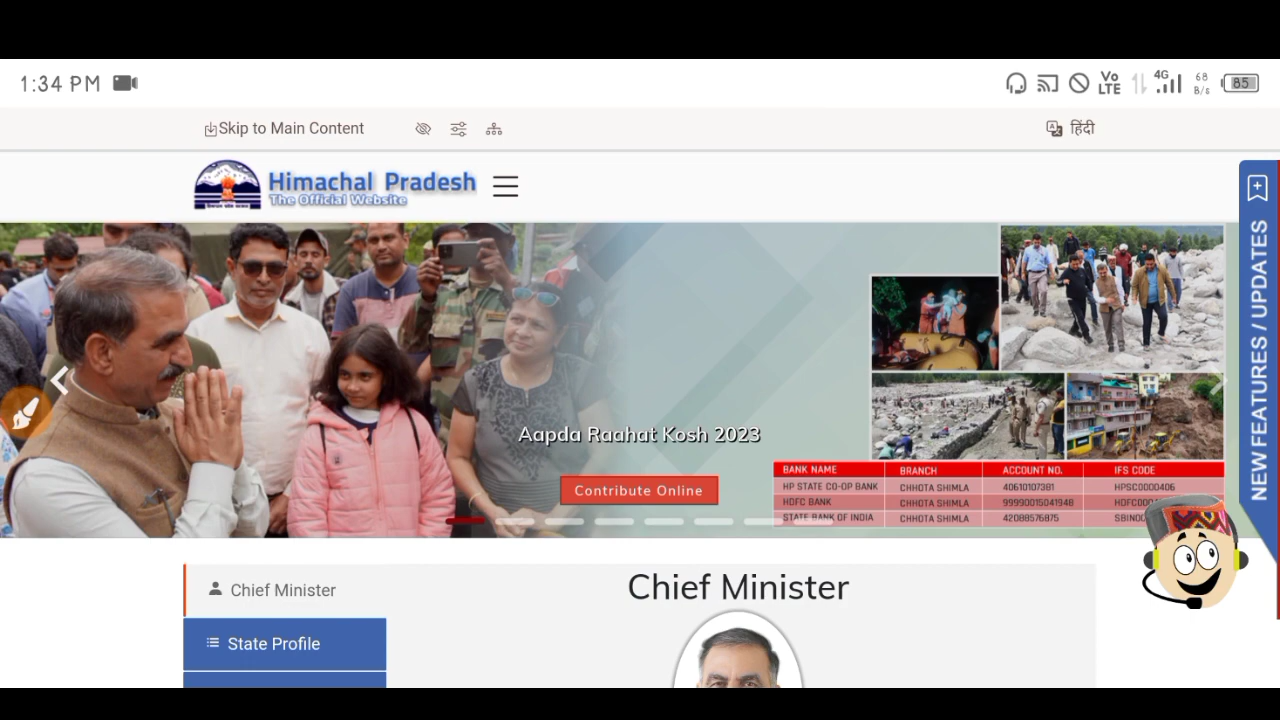 1:34 PM
Vo LTE 4G 68 B/s 85
Skip to Main Content
हिंदी
Himachal Pradesh
The Official Website
NEW FEATURES / UPDATES
Aapda Raahat Kosh 2023
Contribute Online
BANK NAME BRANCH ACCOUNT NO. IFS CODE
HP STATE CO-OP BANK CHHOTA SHIMLA 40610107381 HPSC0000406
HDFC BANK CHHOTA SHIMLA 99990015041948
STATE BANK OF INDIA CHHOTA SHIMLA 42088576875
Chief Minister
Chief Minister
State Profile